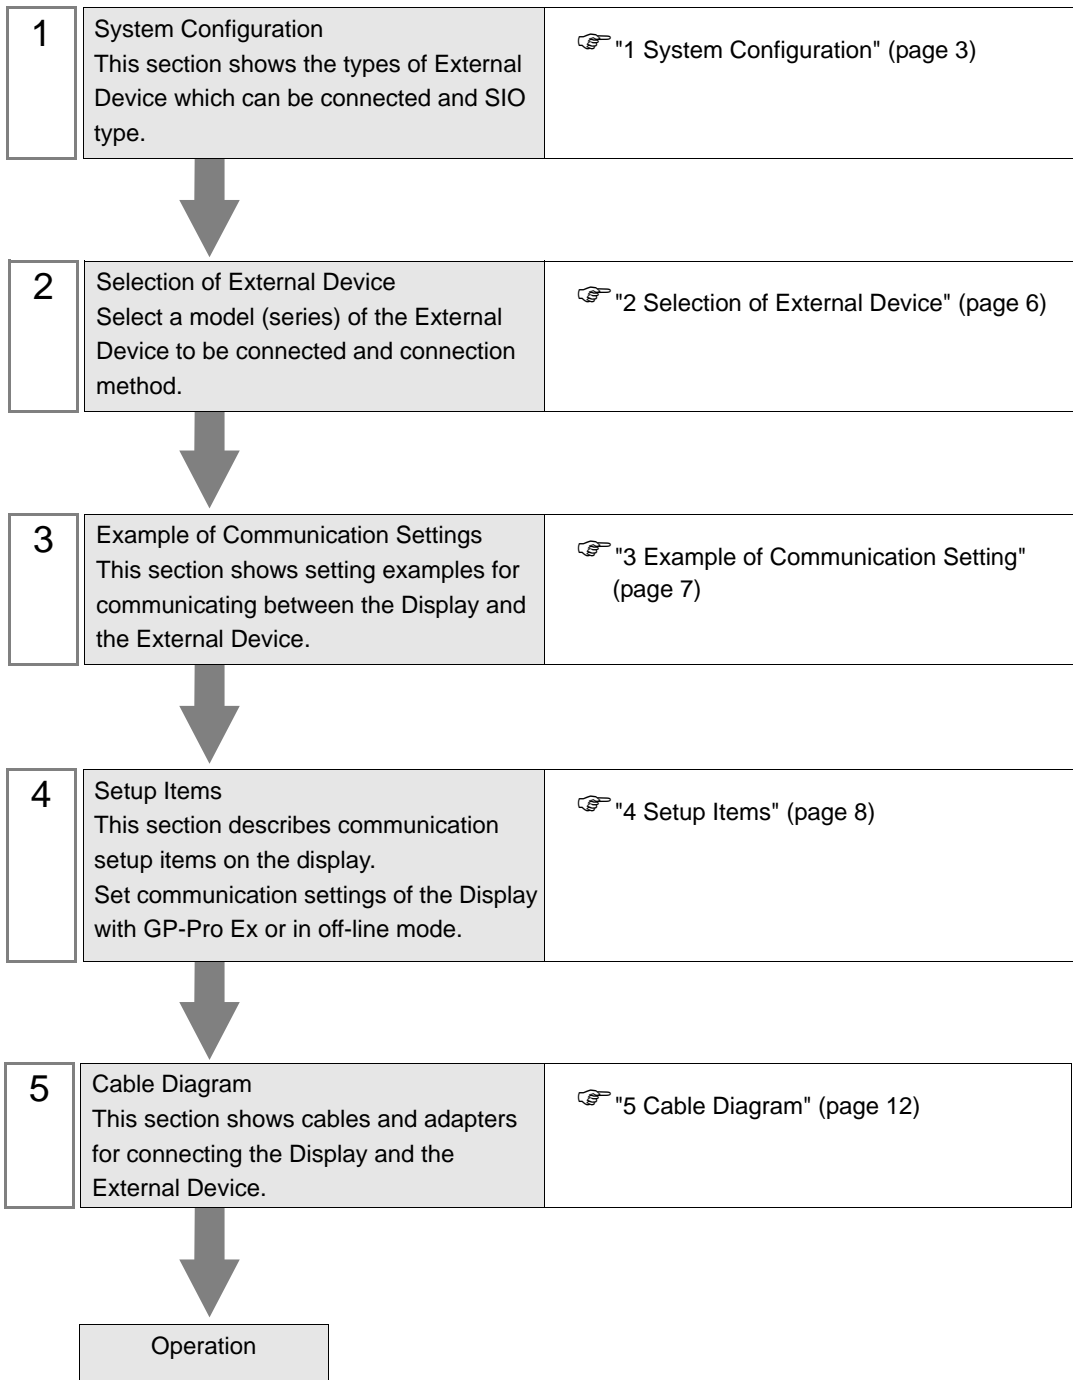 1
System Configuration
This section shows the types of External
Device which can be connected and SIO
type.
"1 System Configuration" (page 3)
2
Selection of External Device
Select a model (series) of the External
Device to be connected and connection
method.
"2 Selection of External Device" (page 6)
3
Example of Communication Settings
This section shows setting examples for
communicating between the Display and
the External Device.
"3 Example of Communication Setting"
(page 7)
4
Setup Items
This section describes communication
setup items on the display.
Set communication settings of the Display
with GP-Pro Ex or in off-line mode.
"4 Setup Items" (page 8)
5
Cable Diagram
This section shows cables and adapters
for connecting the Display and the
External Device.
"5 Cable Diagram" (page 12)
Operation